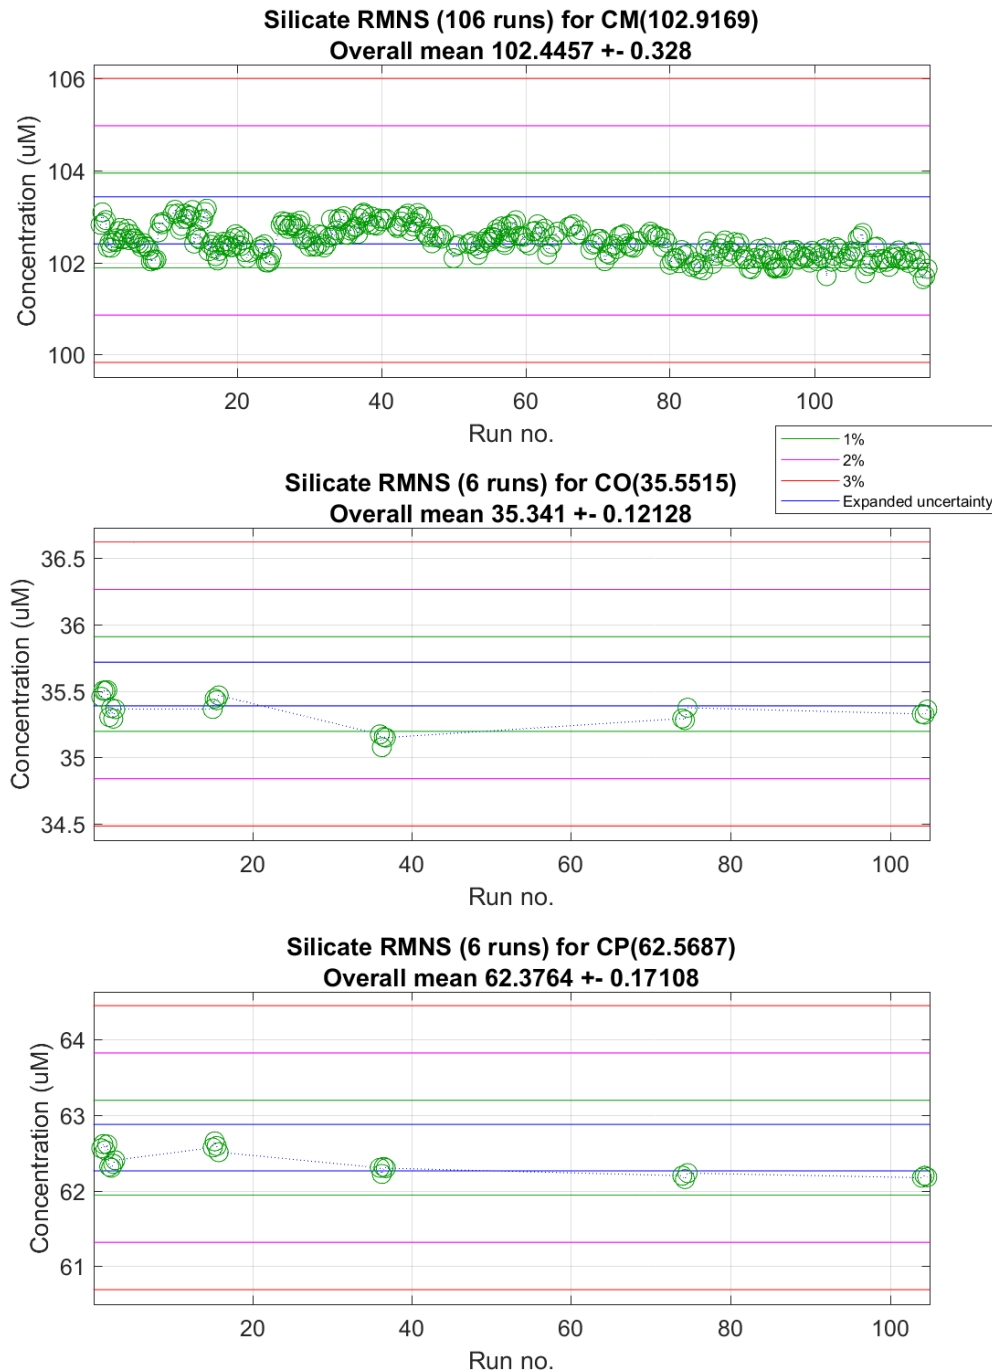 Silicate RMNS (106 runs) for CM(102.9169)
Overall mean 102.4457 +- 0.328
106
104
102
100
Concentration (uM)
20
40
60
80
100
Run no.
1%
2%
3%
Expanded uncertainty
Silicate RMNS (6 runs) for CO(35.5515)
Overall mean 35.341 +- 0.12128
36.5
36
35.5
35
34.5
Concentration (uM)
20
40
60
80
100
Run no.
Silicate RMNS (6 runs) for CP(62.5687)
Overall mean 62.3764 +- 0.17108
64
63
62
61
Concentration (uM)
20
40
60
80
100
Run no.